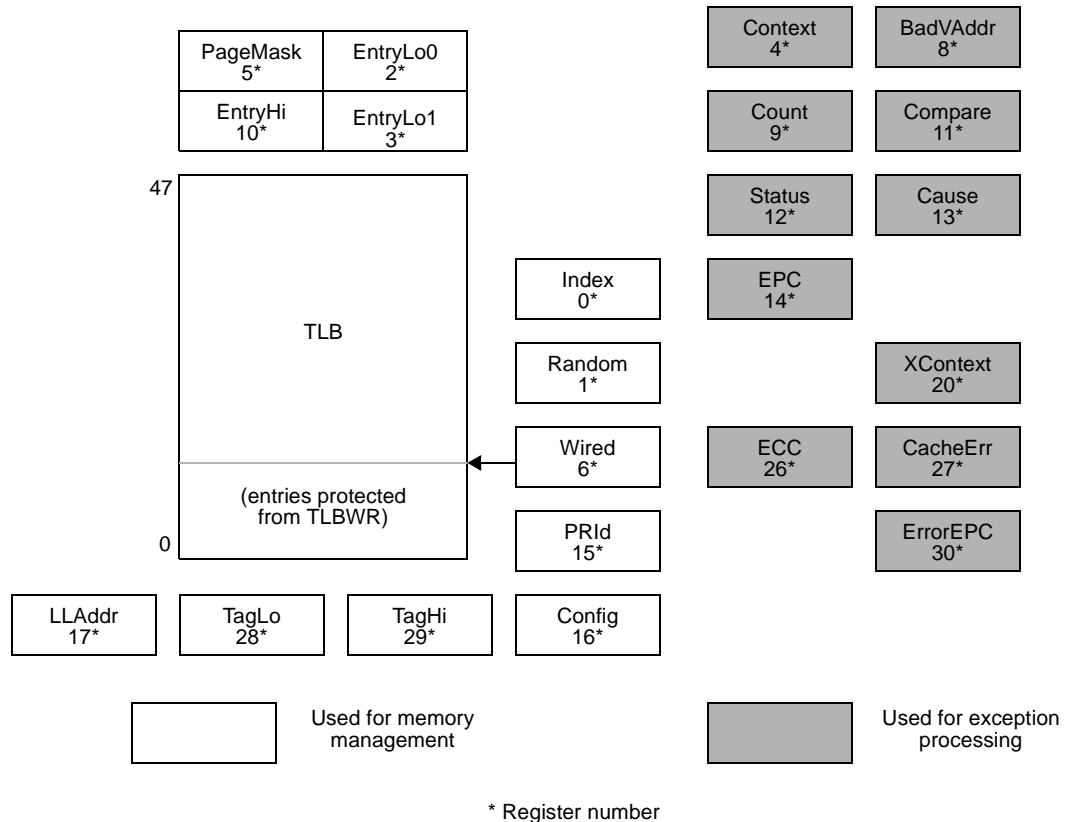 Context
4*
BadVAddr
8*
PageMask
5*
EntryLo0
2*
EntryHi
10*
EntryLo1
3*
Count
9*
Compare
11*
47
Status
12*
Cause
13*
Index
0*
EPC
14*
TLB
Random
1*
XContext
20*
Wired
6*
ECC
26*
CacheErr
27*
(entries protected
from TLBWR)
0
PRId
15*
ErrorEPC
30*
LLAddr
17*
TagLo
28*
TagHi
29*
Config
16*
Used for memory
management
Used for exception
processing
* Register number